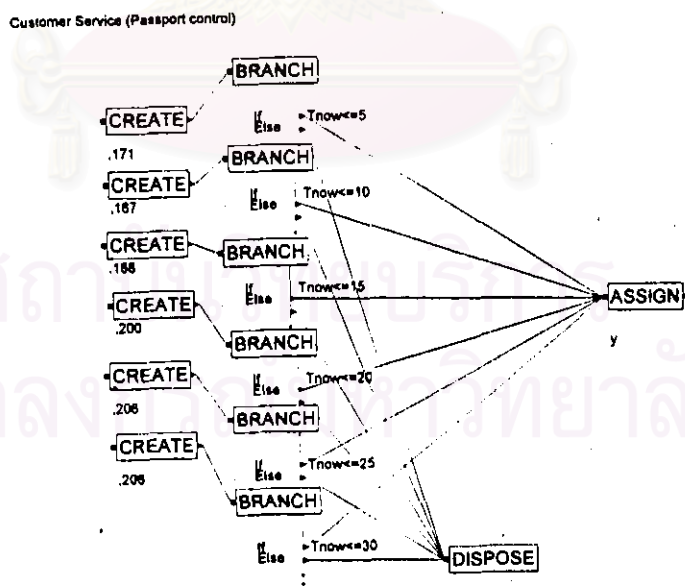 Customer Service (Passport control)
BRANCH
CREATE
If Tnow<=5
Else
.171
BRANCH
CREATE
.167
If Tnow<=10
Else
CREATE
BRANCH
If Tnow<=15
Else
ASSIGN
CREATE
.200
BRANCH
y
CREATE
If Tnow<=20
Else
.206
BRANCH
CREATE
If Tnow<=25
Else
.206
BRANCH
If Tnow<=30
Else
DISPOSE